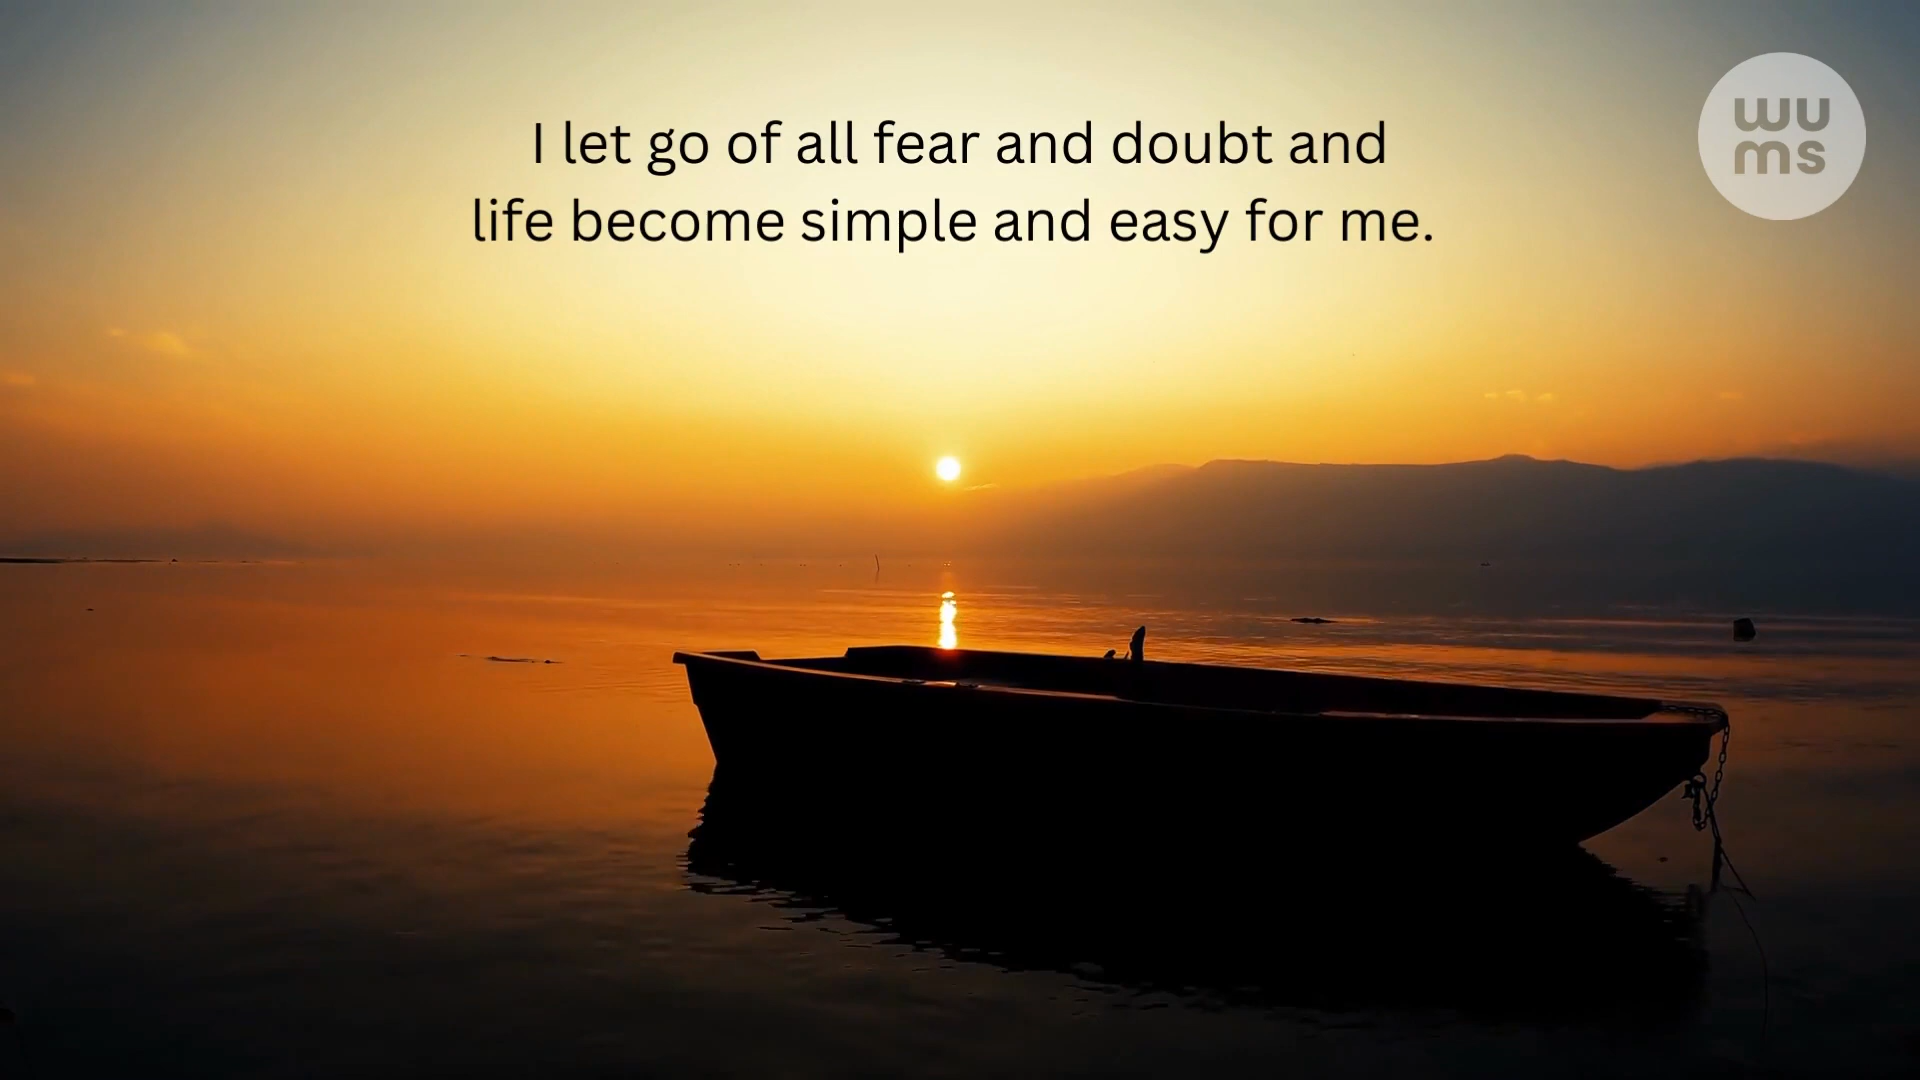 I let go of all fear and doubt and
life become simple and easy for me.
wu
ms